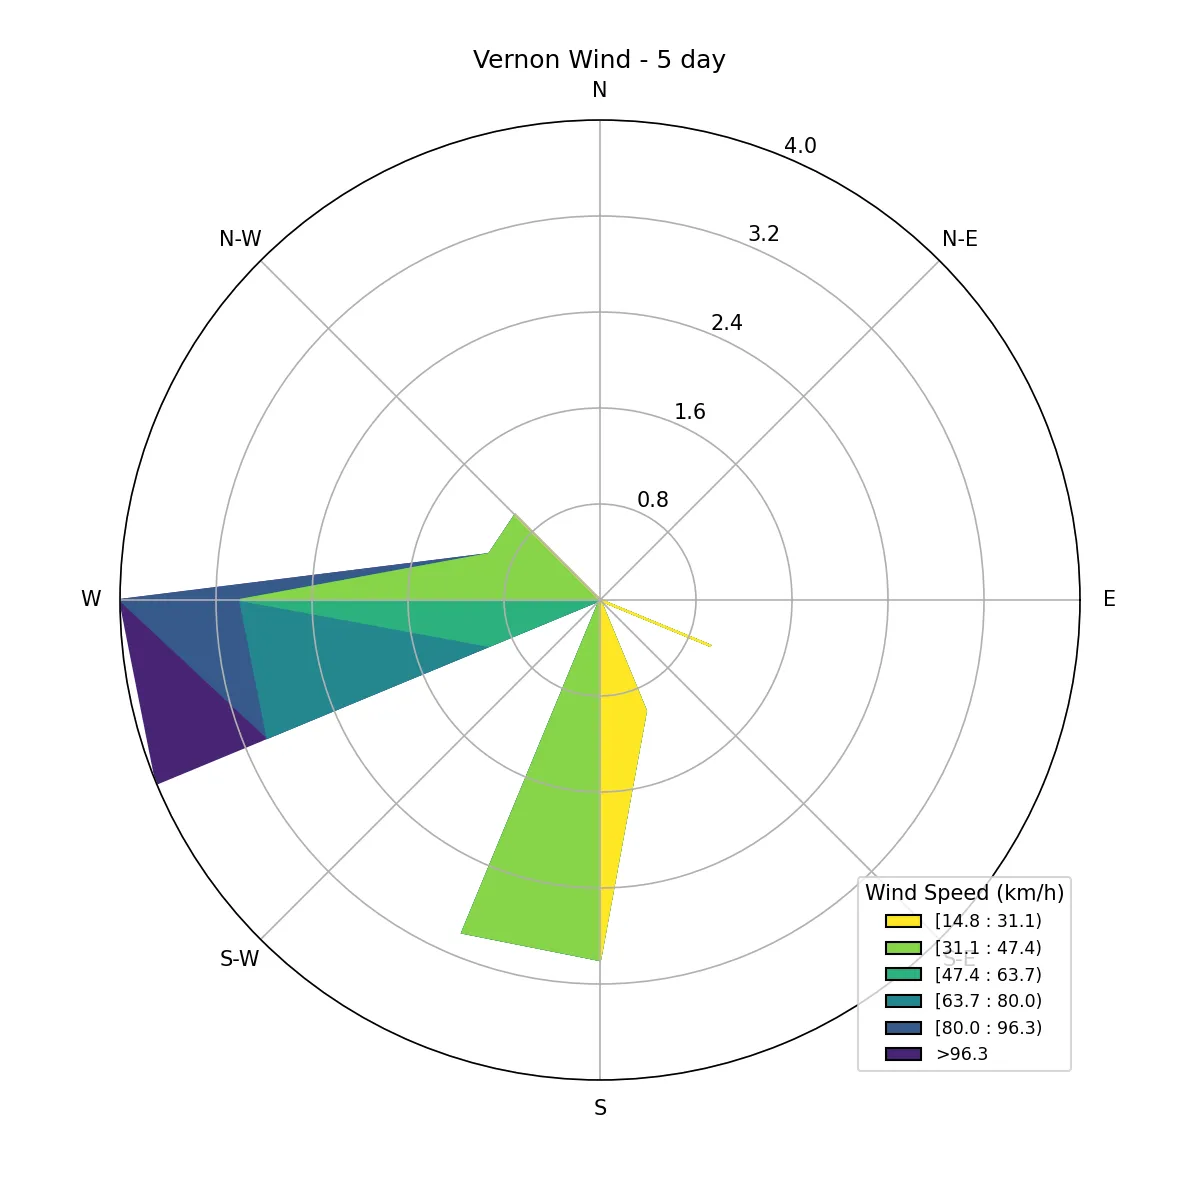 Vernon Wind - 5 day
N
4.0
N-W
3.2
N-E
2.4
1.6
0.8
W
E
Wind Speed (km/h)
[14.8 : 31.1)
[31.1 : 47.4)
S-W
S-E
[47.4 : 63.7)
[63.7 : 80.0)
[80.0 : 96.3)
>96.3
S